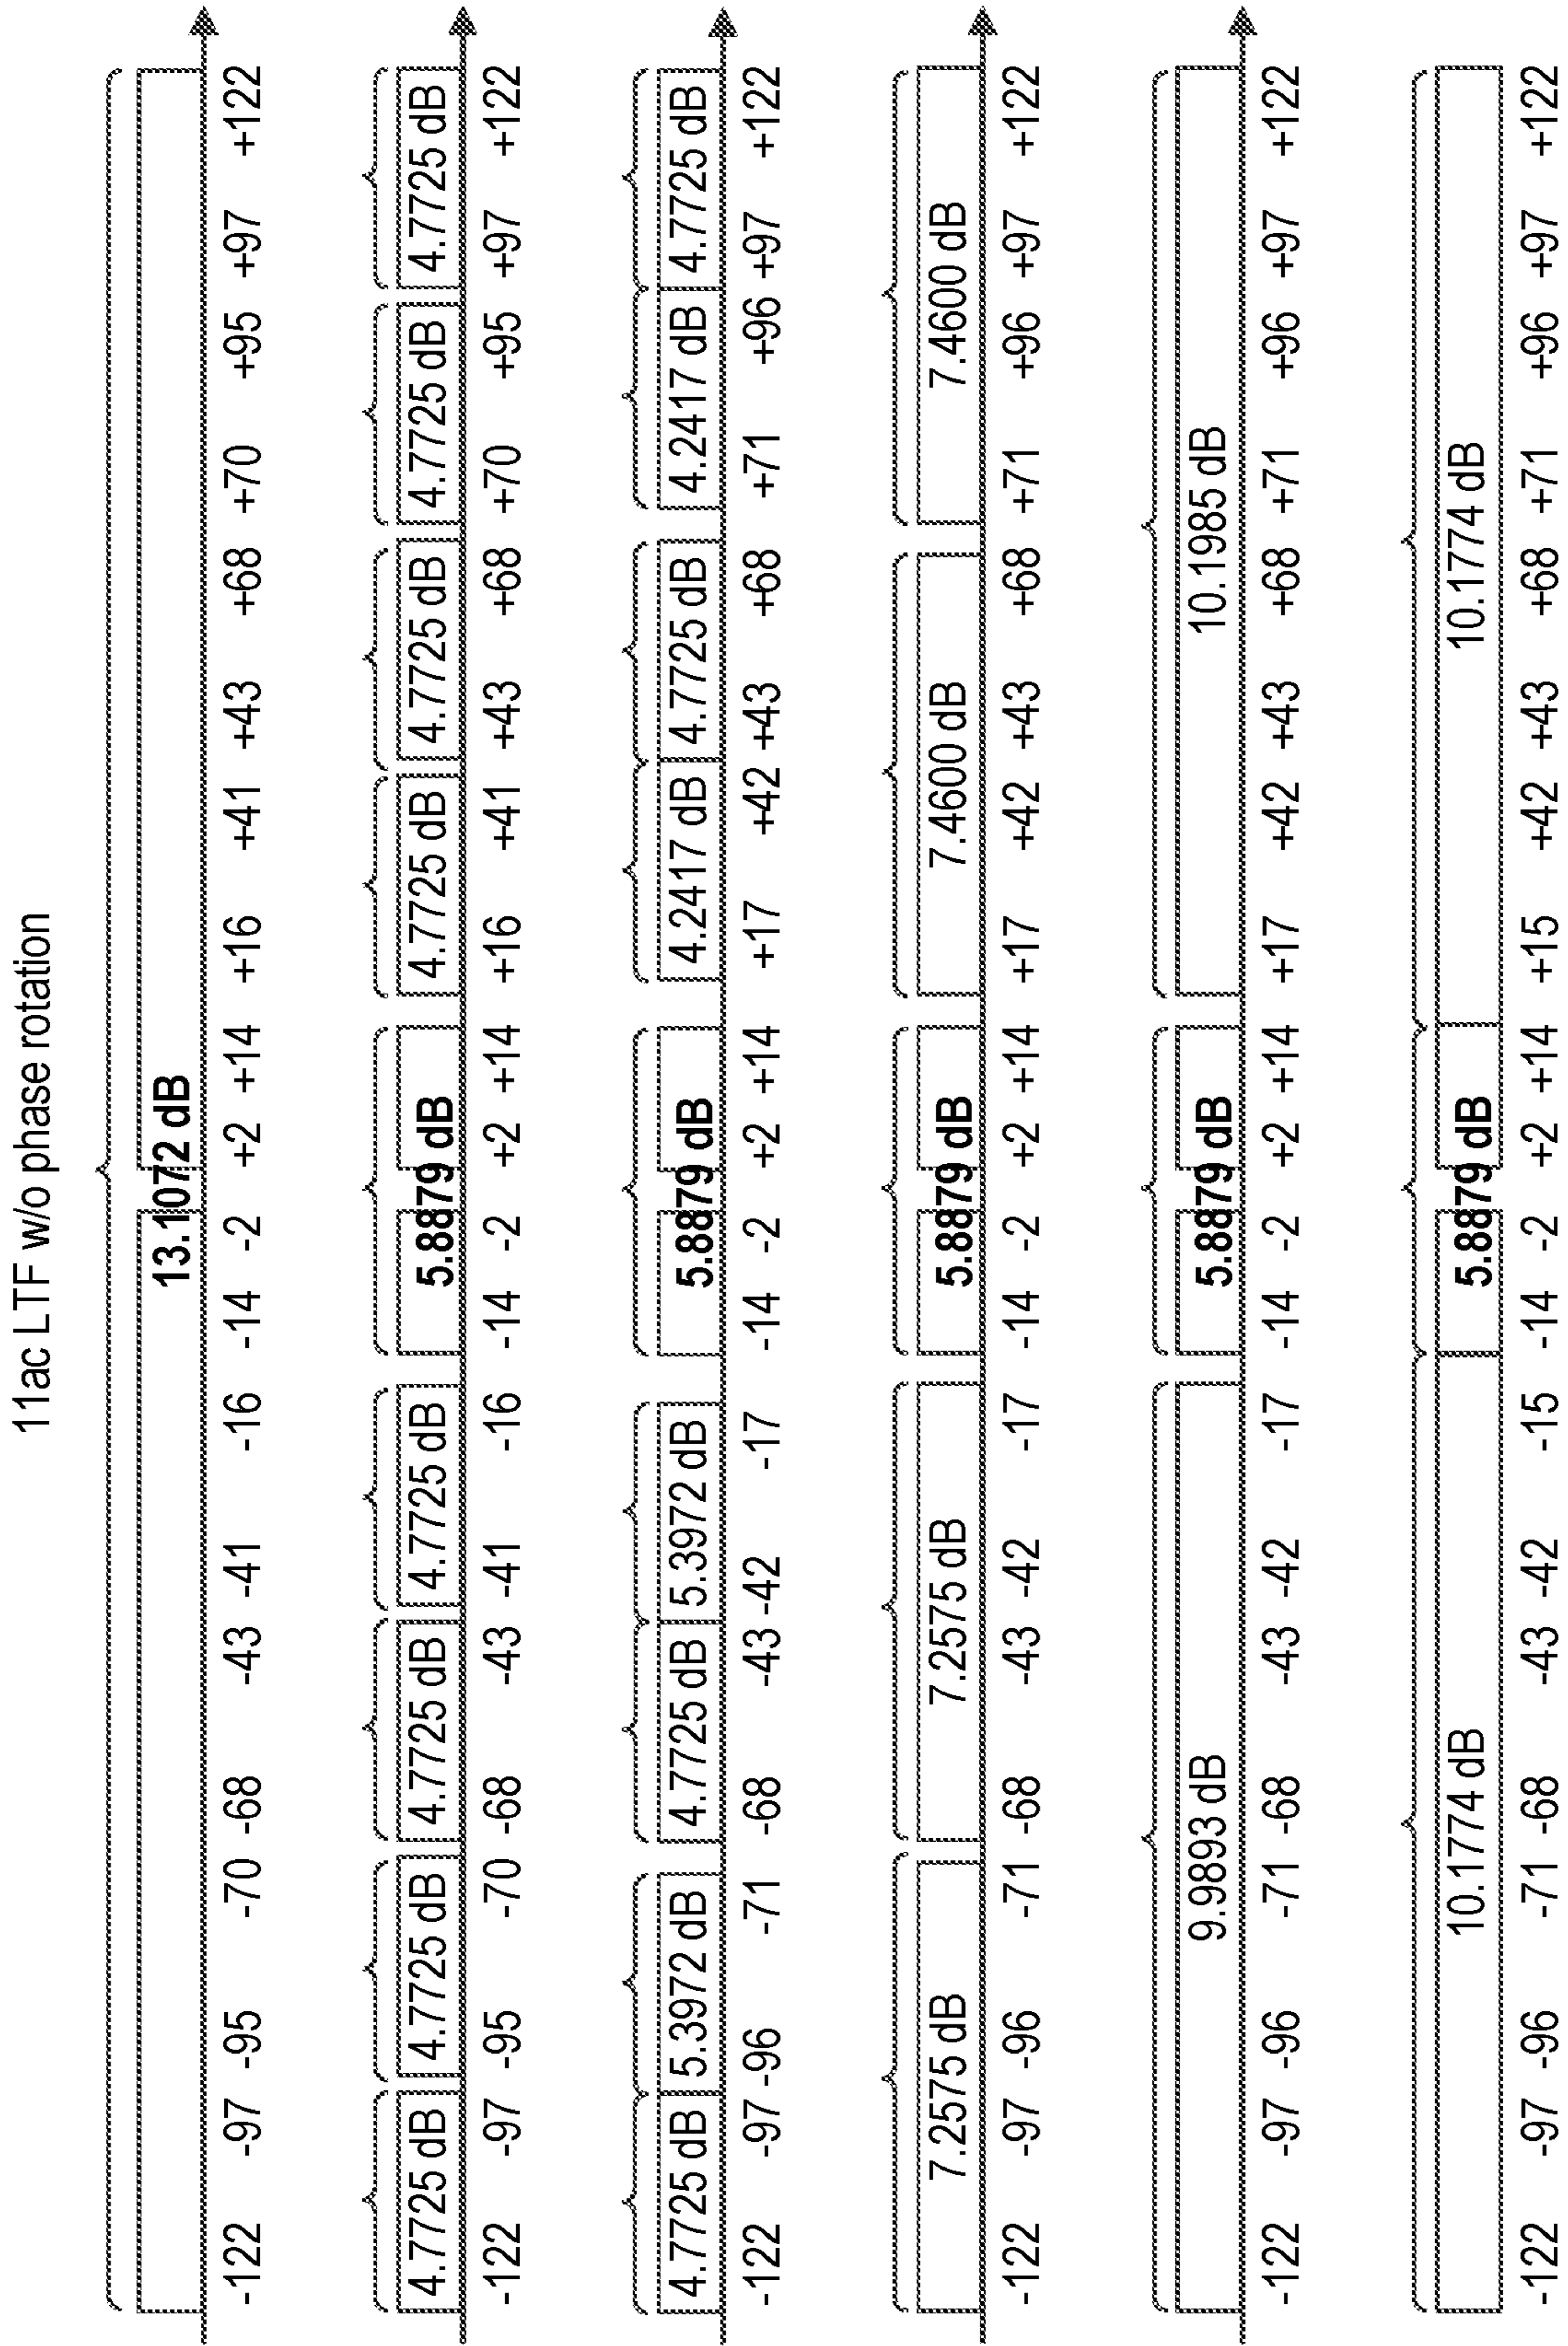 11ac LTF w/o phase rotation
13.1072 dB
-122 -97 -95 -70 -68 -43 -41 -16 -14 -2 +2 +14 +16 +41 +43 +68 +70 +95 +97 +122
4.7725 dB 4.7725 dB 4.7725 dB 4.7725 dB 5.8879 dB 4.7725 dB 4.7725 dB 4.7725 dB 4.7725 dB
-122 -97 -95 -70 -68 -43 -41 -16 -14 -2 +2 +14 +16 +41 +43 +68 +70 +95 +97 +122
4.7725 dB 5.3972 dB 4.7725 dB 5.3972 dB 5.8879 dB 4.2417 dB 4.7725 dB 4.2417 dB 4.7725 dB
-122 -97 -96 -71 -68 -43 -42 -17 -14 -2 +2 +14 +17 +42 +43 +68 +71 +96 +97 +122
7.2575 dB 7.2575 dB 5.8879 dB 7.4600 dB 7.4600 dB
-122 -97 -96 -71 -68 -43 -42 -17 -14 -2 +2 +14 +17 +42 +43 +68 +71 +96 +97 +122
9.9893 dB 5.8879 dB 10.1985 dB
-122 -97 -96 -71 -68 -43 -42 -17 -14 -2 +2 +14 +17 +42 +43 +68 +71 +96 +97 +122
10.1774 dB 5.8879 dB 10.1774 dB
-122 -97 -96 -71 -68 -43 -42 -15 -14 -2 +2 +14 +15 +42 +43 +68 +71 +96 +97 +122